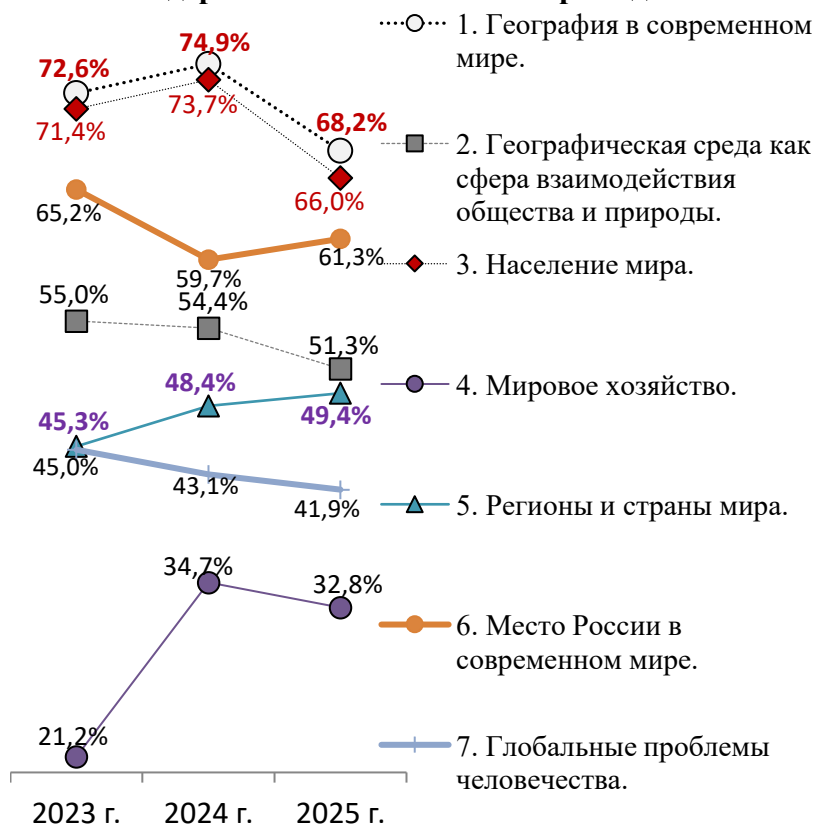 1. География в современном
мире.
2. Географическая среда как
сфера взаимодействия
общества и природы.
3. Население мира.
4. Мировое хозяйство.
5. Регионы и страны мира.
6. Место России в
современном мире.
7. Глобальные проблемы
человечества.
72,6%
74,9%
68,2%
71,4%
73,7%
66,0%
65,2%
59,7%
61,3%
55,0%
54,4%
51,3%
45,3%
48,4%
49,4%
45,0%
43,1%
41,9%
21,2%
34,7%
32,8%
2023 г.
2024 г.
2025 г.